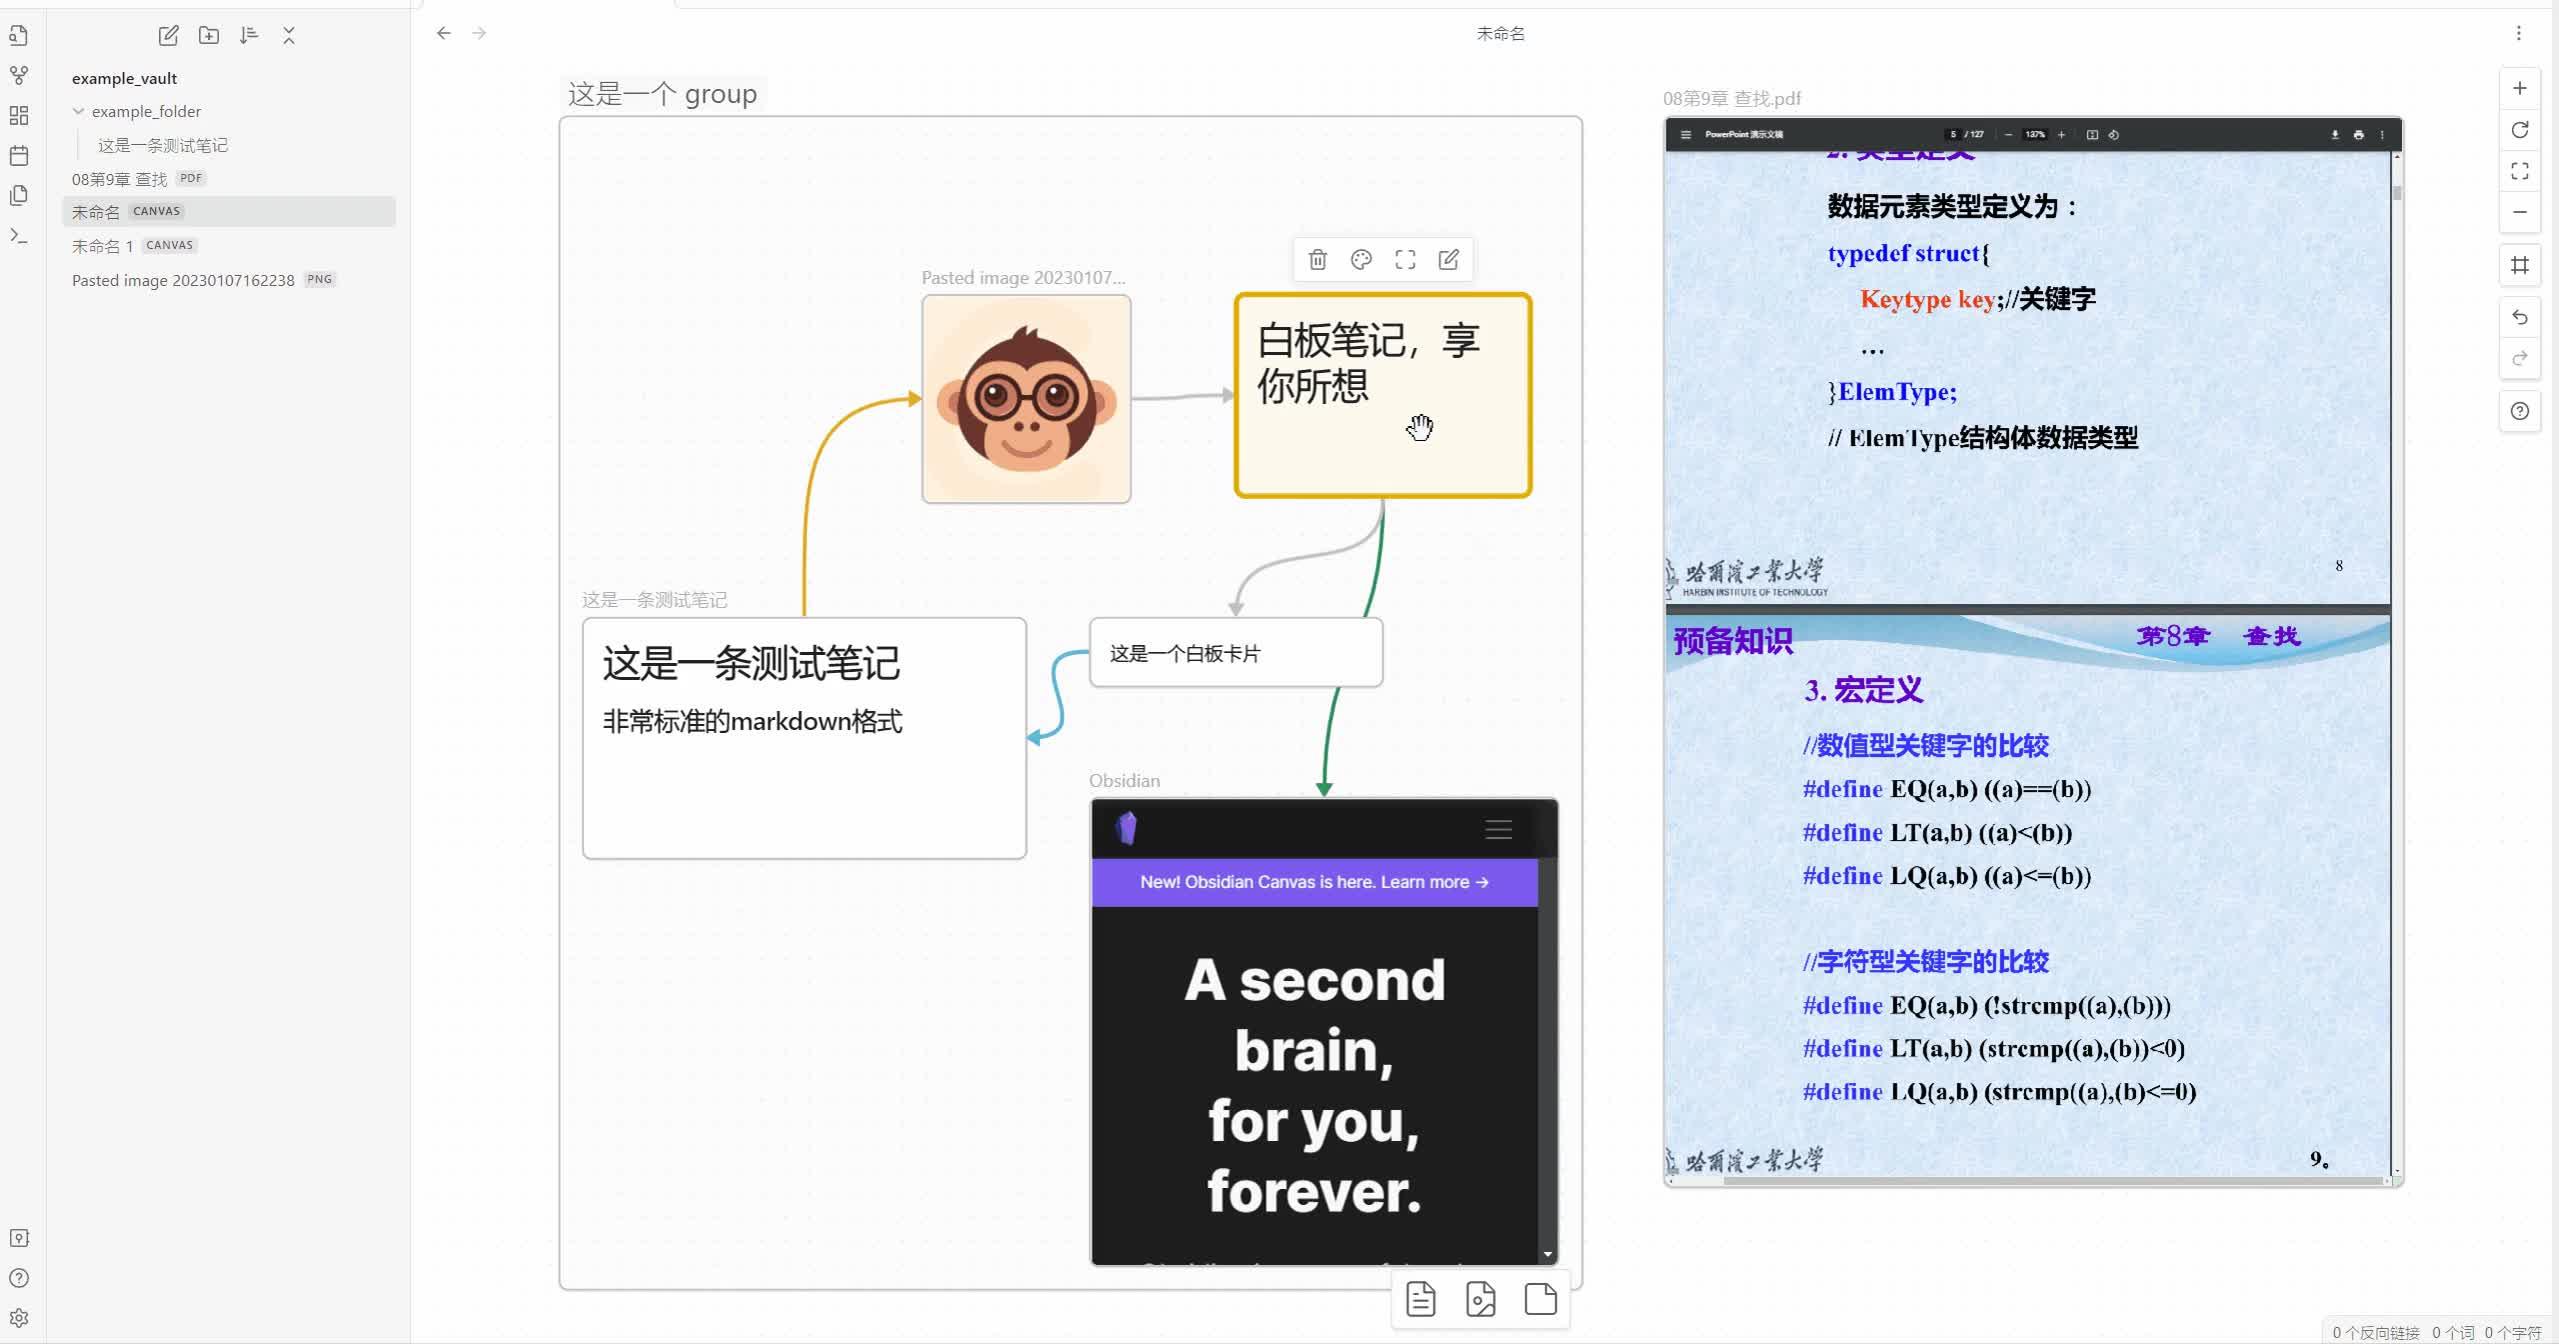 未命名
example_vault
example_folder
这是一条测试笔记
08第9章 查找 PDF
未命名 CANVAS
未命名 1 CANVAS
Pasted image 20230107162238 PNG
这是一个 group
Pasted image 20230107...
白板笔记，享
你所想
这是一条测试笔记
这是一条测试笔记
非常标准的markdown格式
这是一个白板卡片
Obsidian
New! Obsidian Canvas is here. Learn more →
A second
brain,
for you,
forever.
08第9章 查找.pdf
PowerPoint 演示文稿 5 / 127 − 137% +
2. 类型定义
数据元素类型定义为：
typedef struct{
Keytype key;//关键字
…
}ElemType;
// ElemType结构体数据类型
哈尔滨工业大学
HARBIN INSTITUTE OF TECHNOLOGY
8
预备知识
第8章 查找
3. 宏定义
//数值型关键字的比较
#define EQ(a,b) ((a)==(b))
#define LT(a,b) ((a)<(b))
#define LQ(a,b) ((a)<=(b))
//字符型关键字的比较
#define EQ(a,b) (!strcmp((a),(b)))
#define LT(a,b) (strcmp((a),(b))<0)
#define LQ(a,b) (strcmp((a),(b)<=0)
哈尔滨工业大学
9。
0 个反向链接 0 个词 0 个字符